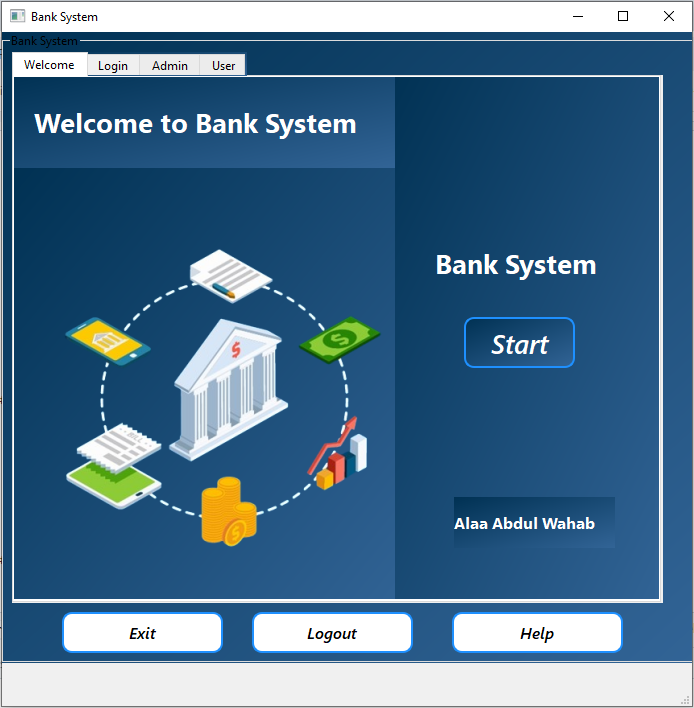 Bank System
Bank System
Welcome
Login
Admin
User
Welcome to Bank System
$
$
$
Bank System
Start
Alaa Abdul Wahab
Exit
Logout
Help